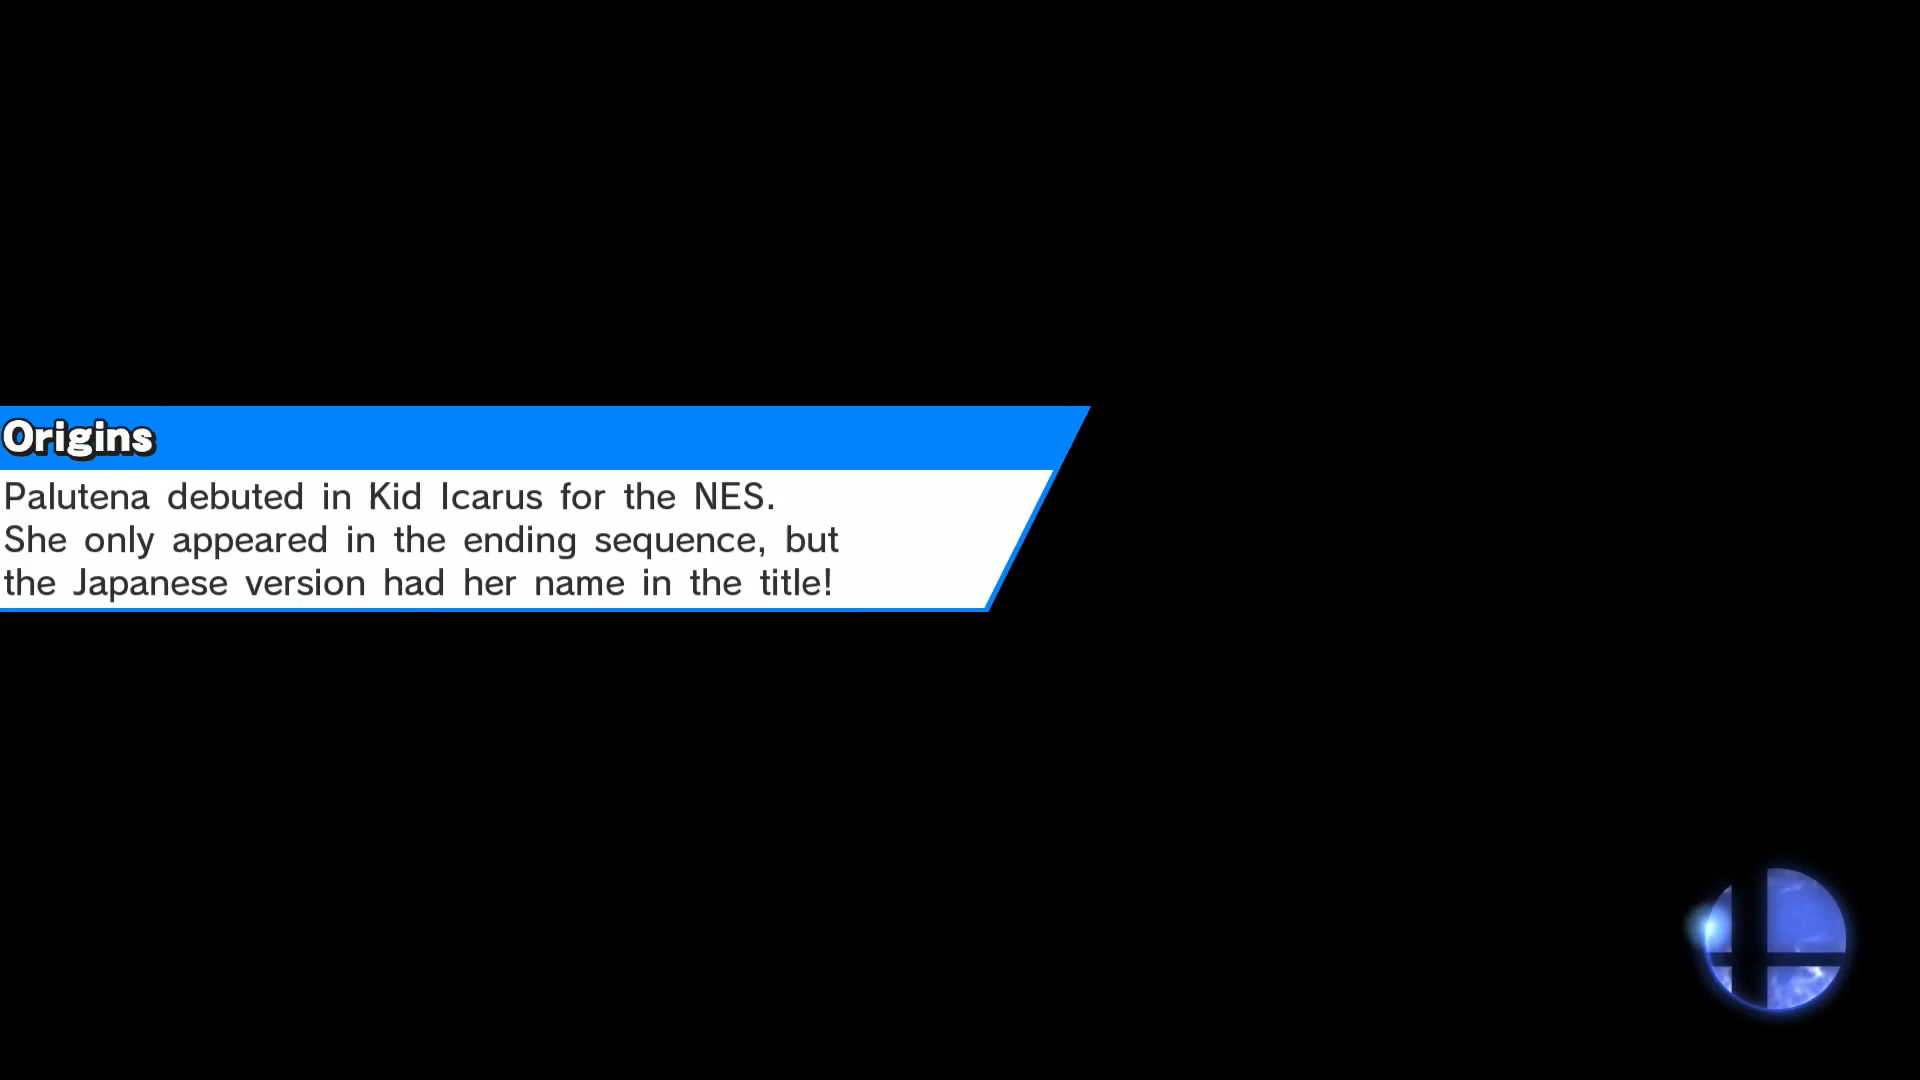 Origins
Palutena debuted in Kid Icarus for the NES.
She only appeared in the ending sequence, but
the Japanese version had her name in the title!